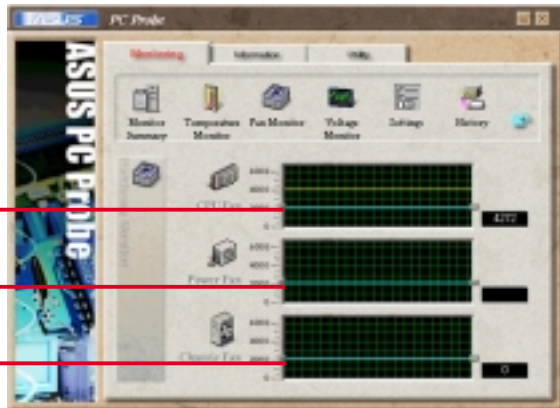 ASUS PC Probe
Monitoring Information Utility
Monitor Summary
Temperature Monitor
Fan Monitor
Voltage Monitor
Settings
History
ASUS PC Probe
CPU Fan
4272
Power Fan
Chassis Fan
0